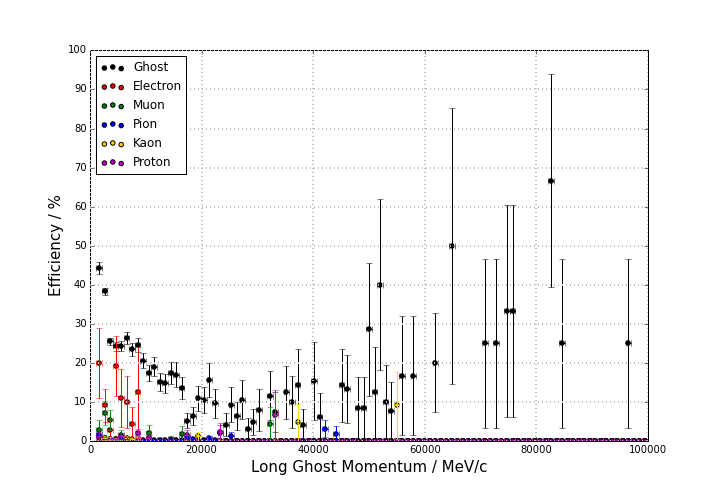 100
90
80
70
60
50
40
30
20
10
0
Efficiency / %
Ghost
Electron
Muon
Pion
Kaon
Proton
0 20000 40000 60000 80000 100000
Long Ghost Momentum / MeV/c